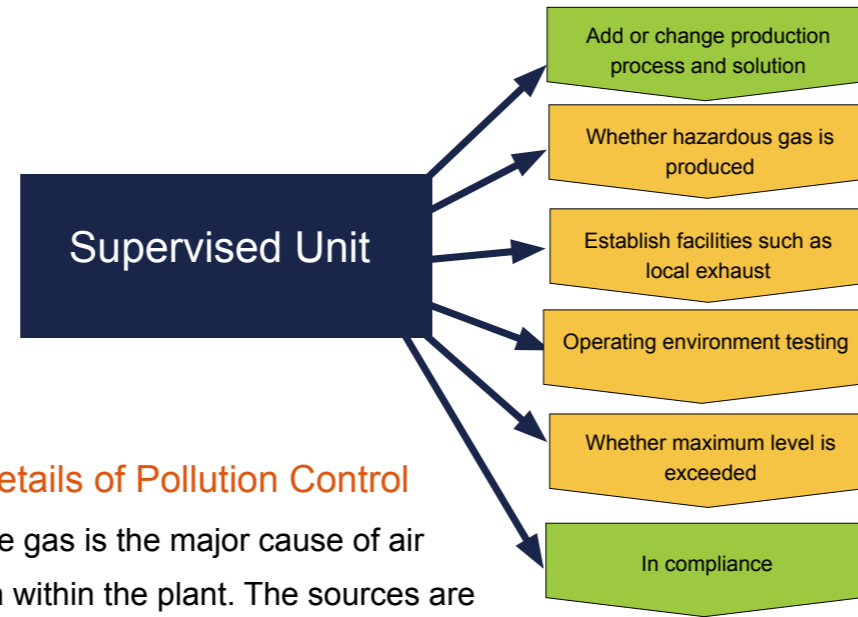 Supervised Unit
Add or change production
process and solution
Whether hazardous gas is
produced
Establish facilities such as
local exhaust
Operating environment testing
Whether maximum level is
exceeded
In compliance
etails of Pollution Control
e gas is the major cause of air
n within the plant. The sources are